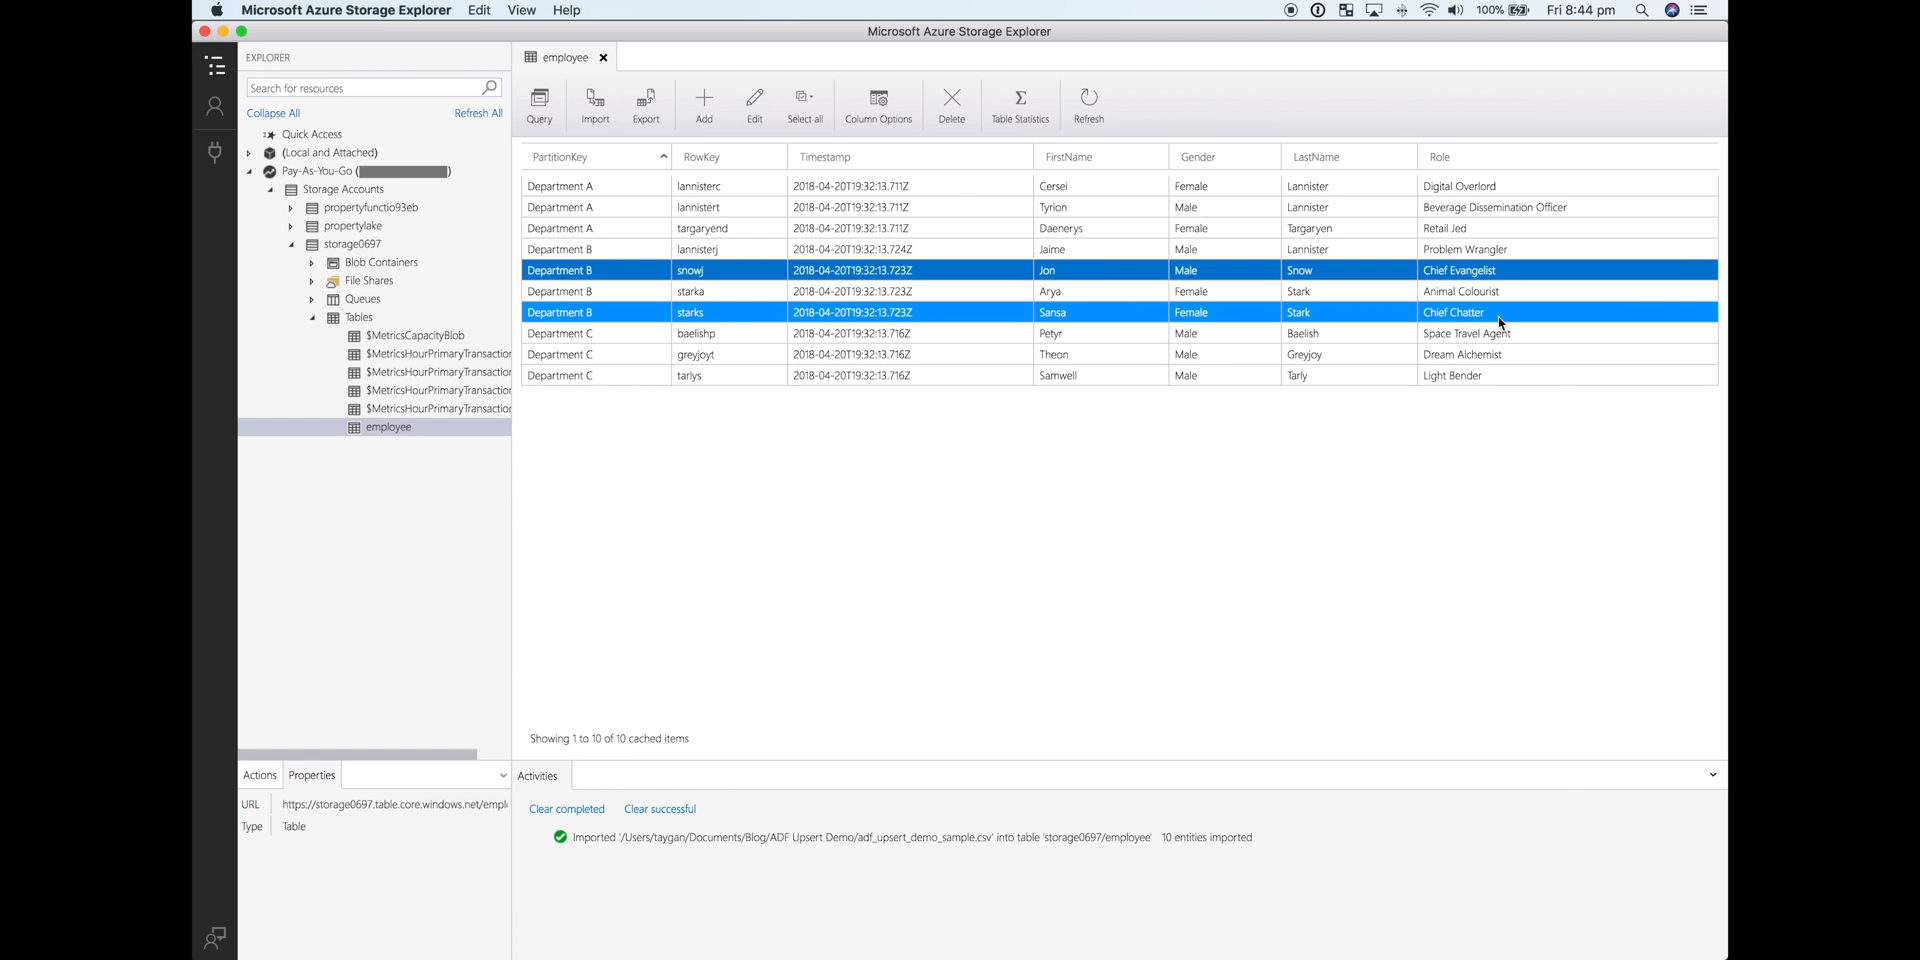 Microsoft Azure Storage Explorer Edit View Help 100% Fri 8:44 pm
Microsoft Azure Storage Explorer
EXPLORER
Search for resources
Collapse All Refresh All
Quick Access
(Local and Attached)
Pay-As-You-Go ( )
Storage Accounts
propertyfunctio93eb
propertylake
storage0697
Blob Containers
File Shares
Queues
Tables
$MetricsCapacityBlob
$MetricsHourPrimaryTransaction
$MetricsHourPrimaryTransaction
$MetricsHourPrimaryTransaction
$MetricsHourPrimaryTransaction
employee
Actions Properties
URL https://storage0697.table.core.windows.net/empl
Type Table
employee
Query Import Export Add Edit Select all Column Options Delete Table Statistics Refresh
PartitionKey RowKey Timestamp FirstName Gender LastName Role
Department A lannisterc 2018-04-20T19:32:13.711Z Cersei Female Lannister Digital Overlord
Department A lannistert 2018-04-20T19:32:13.711Z Tyrion Male Lannister Beverage Dissemination Officer
Department A targaryend 2018-04-20T19:32:13.711Z Daenerys Female Targaryen Retail Jed
Department B lannisterj 2018-04-20T19:32:13.724Z Jaime Male Lannister Problem Wrangler
Department B snowj 2018-04-20T19:32:13.723Z Jon Male Snow Chief Evangelist
Department B starka 2018-04-20T19:32:13.723Z Arya Female Stark Animal Colourist
Department B starks 2018-04-20T19:32:13.723Z Sansa Female Stark Chief Chatter
Department C baelishp 2018-04-20T19:32:13.716Z Petyr Male Baelish Space Travel Agent
Department C greyjoyt 2018-04-20T19:32:13.716Z Theon Male Greyjoy Dream Alchemist
Department C tarlys 2018-04-20T19:32:13.716Z Samwell Male Tarly Light Bender
Showing 1 to 10 of 10 cached items
Activities
Clear completed Clear successful
Imported '/Users/taygan/Documents/Blog/ADF Upsert Demo/adf_upsert_demo_sample.csv' into table 'storage0697/employee' 10 entities imported